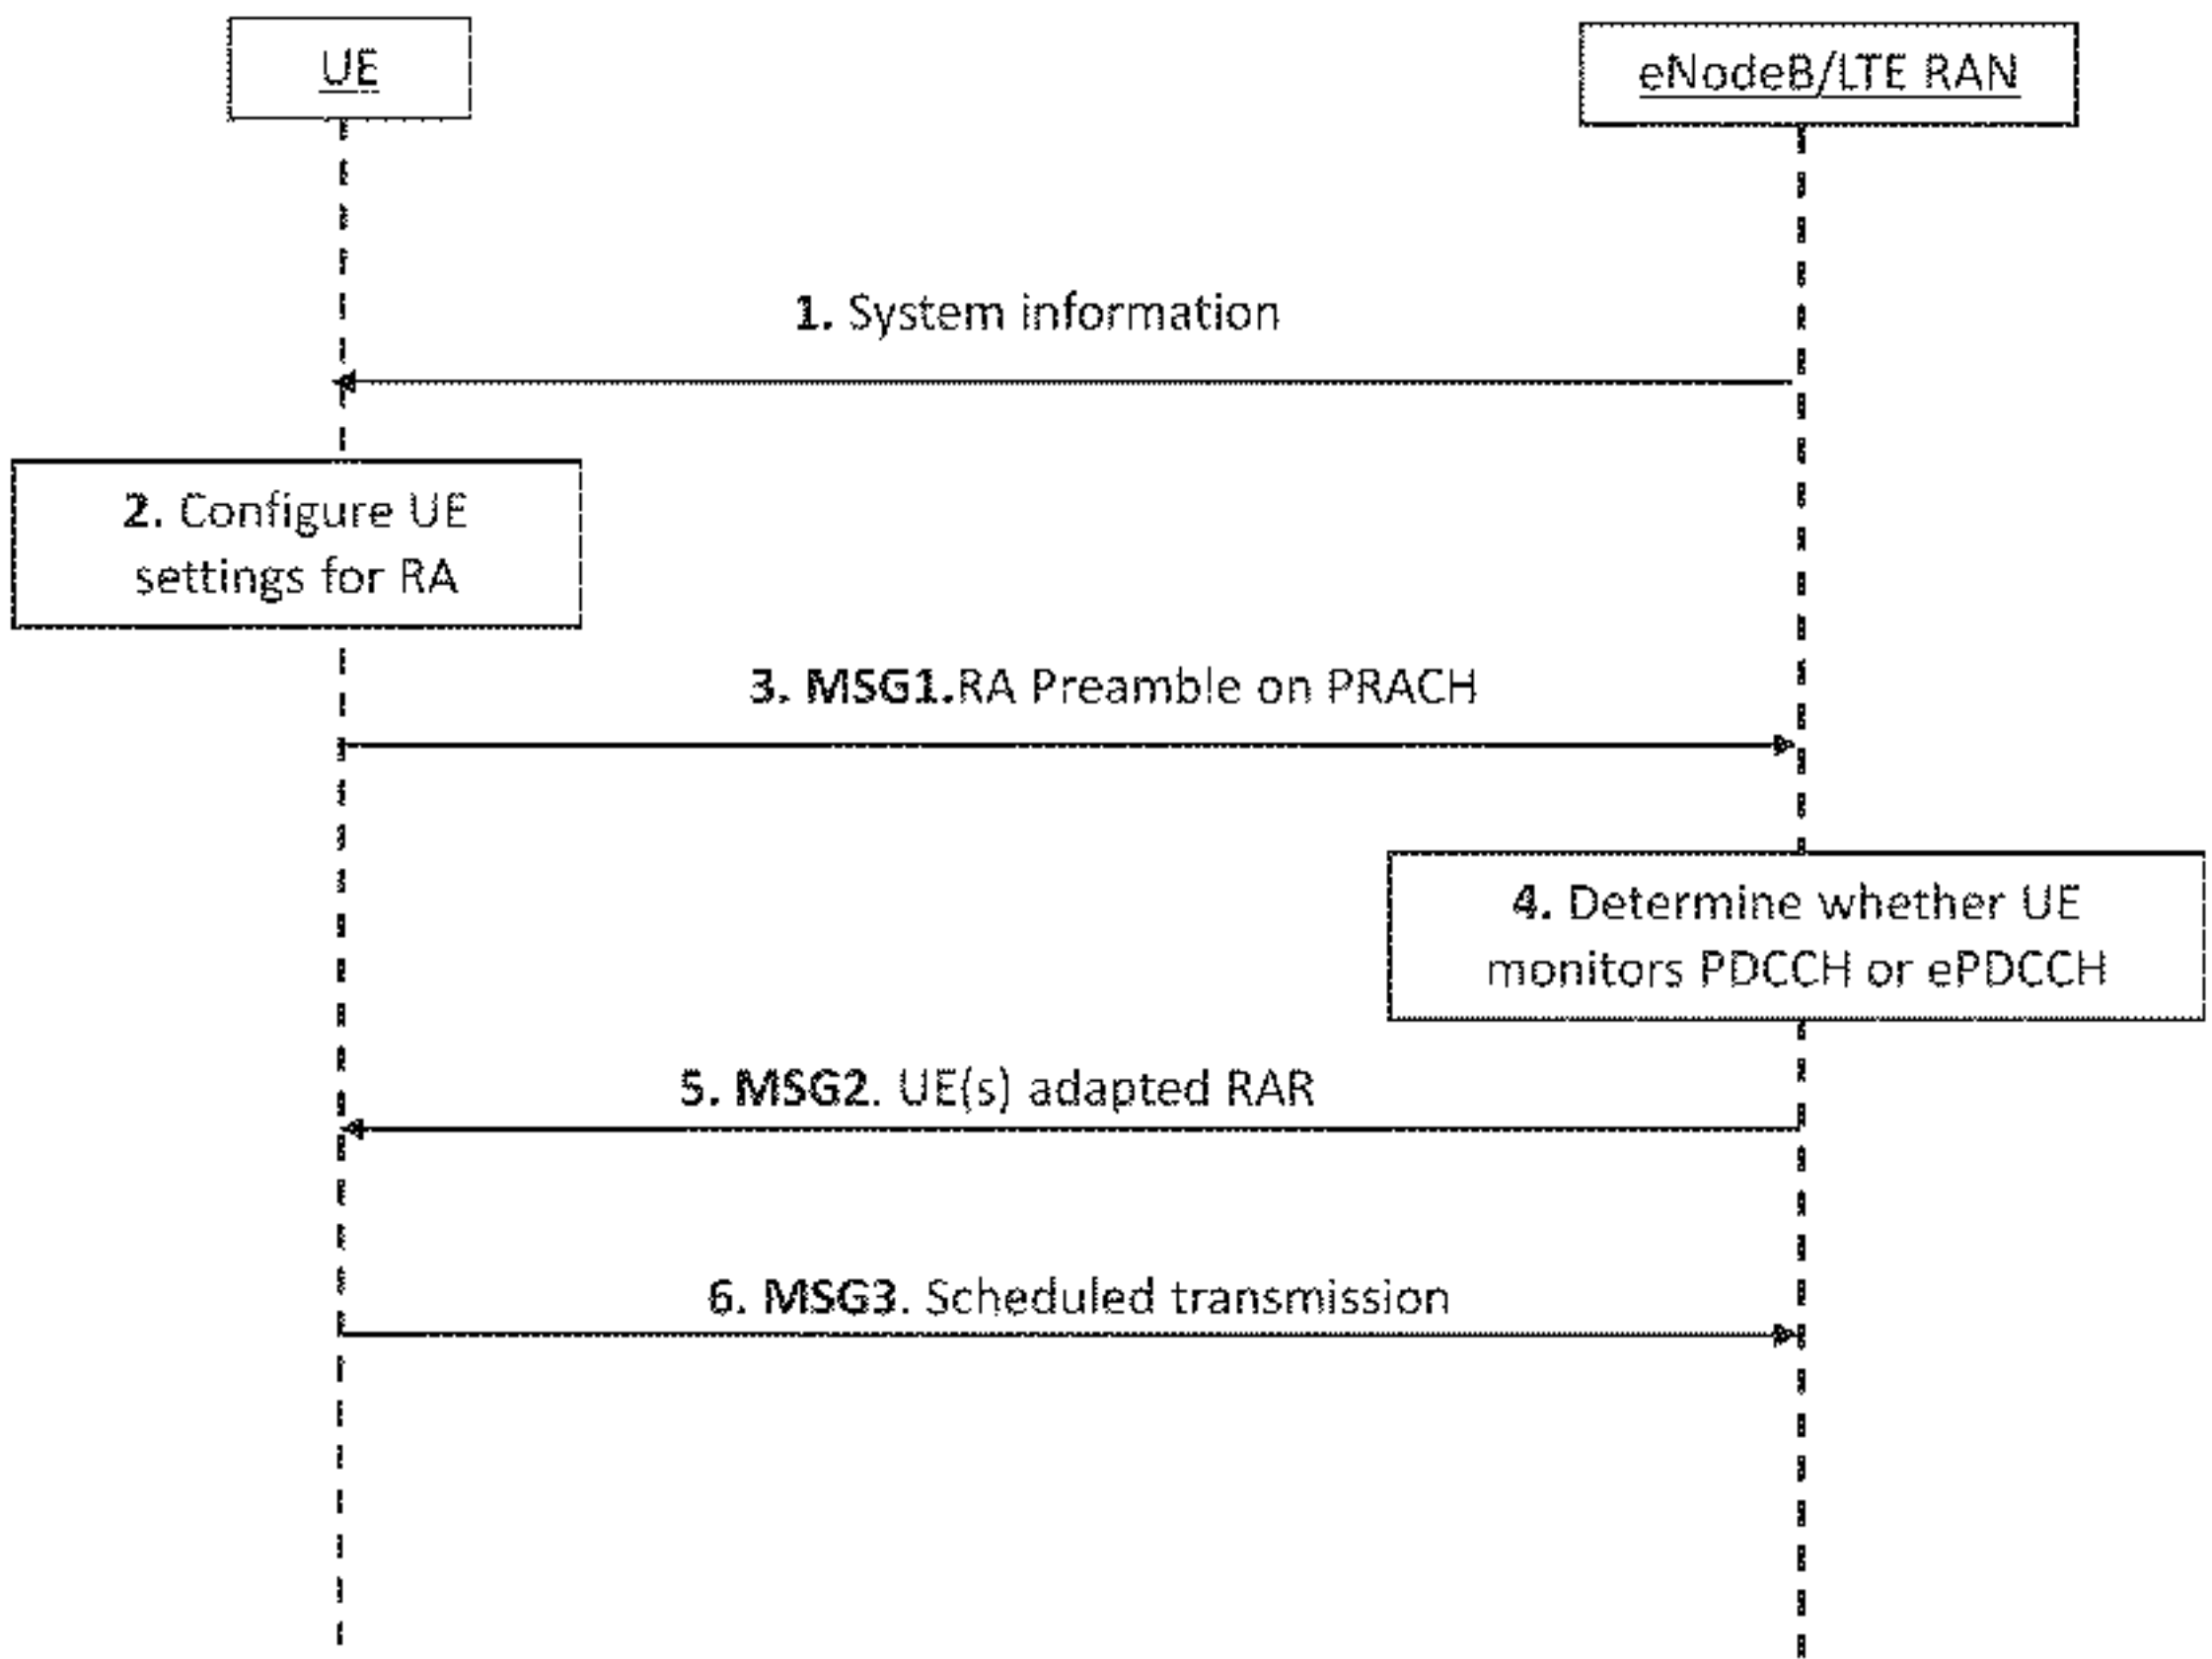 UE
eNodeB/LTE RAN
1. System information
2. Configure UE
settings for RA
3. MSG1.RA Preamble on PRACH
4. Determine whether UE
monitors PDCCH or ePDCCH
5. MSG2. UE(s) adapted RAR
6. MSG3. Scheduled transmission